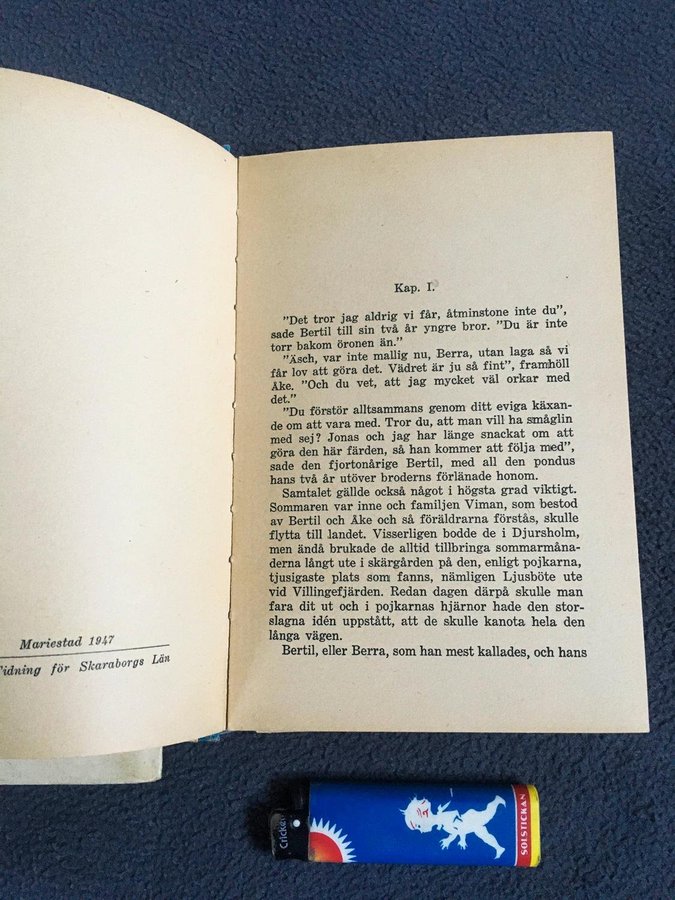 Mariestad 1947
Tidning för Skaraborgs Län
Kap. I.
”Det tror jag aldrig vi får, åtminstone inte du”,
sade Bertil till sin två år yngre bror. ”Du är inte
torr bakom öronen än.”
”Äsch, var inte mallig nu, Berra, utan laga så vi
får lov att göra det. Vädret är ju så fint”, framhöll
Åke. ”Och du vet, att jag mycket väl orkar med
det.”
”Du förstör alltsammans genom ditt eviga käxan-
de om att vara med. Tror du, att man vill ha småglin
med sej? Jonas och jag har länge snackat om att
göra den här färden, så han kommer att följa med”,
sade den fjortonårige Bertil, med all den pondus
hans två år utöver broderns förlänade honom.
Samtalet gällde också något i högsta grad viktigt.
Sommaren var inne och familjen Viman, som bestod
av Bertil och Åke och så föräldrarna förstås, skulle
flytta till landet. Visserligen bodde de i Djursholm,
men ändå brukade de alltid tillbringa sommarmåna-
derna långt ute i skärgården på den, enligt pojkarna,
tjusigaste plats som fanns, nämligen Ljusböte ute
vid Villingefjärden. Redan dagen därpå skulle man
fara dit ut och i pojkarnas hjärnor hade den stor-
slagna idén uppstått, att de skulle kanota hela den
långa vägen.
Bertil, eller Berra, som han mest kallades, och hans
Cricket
SOLSTICKAN